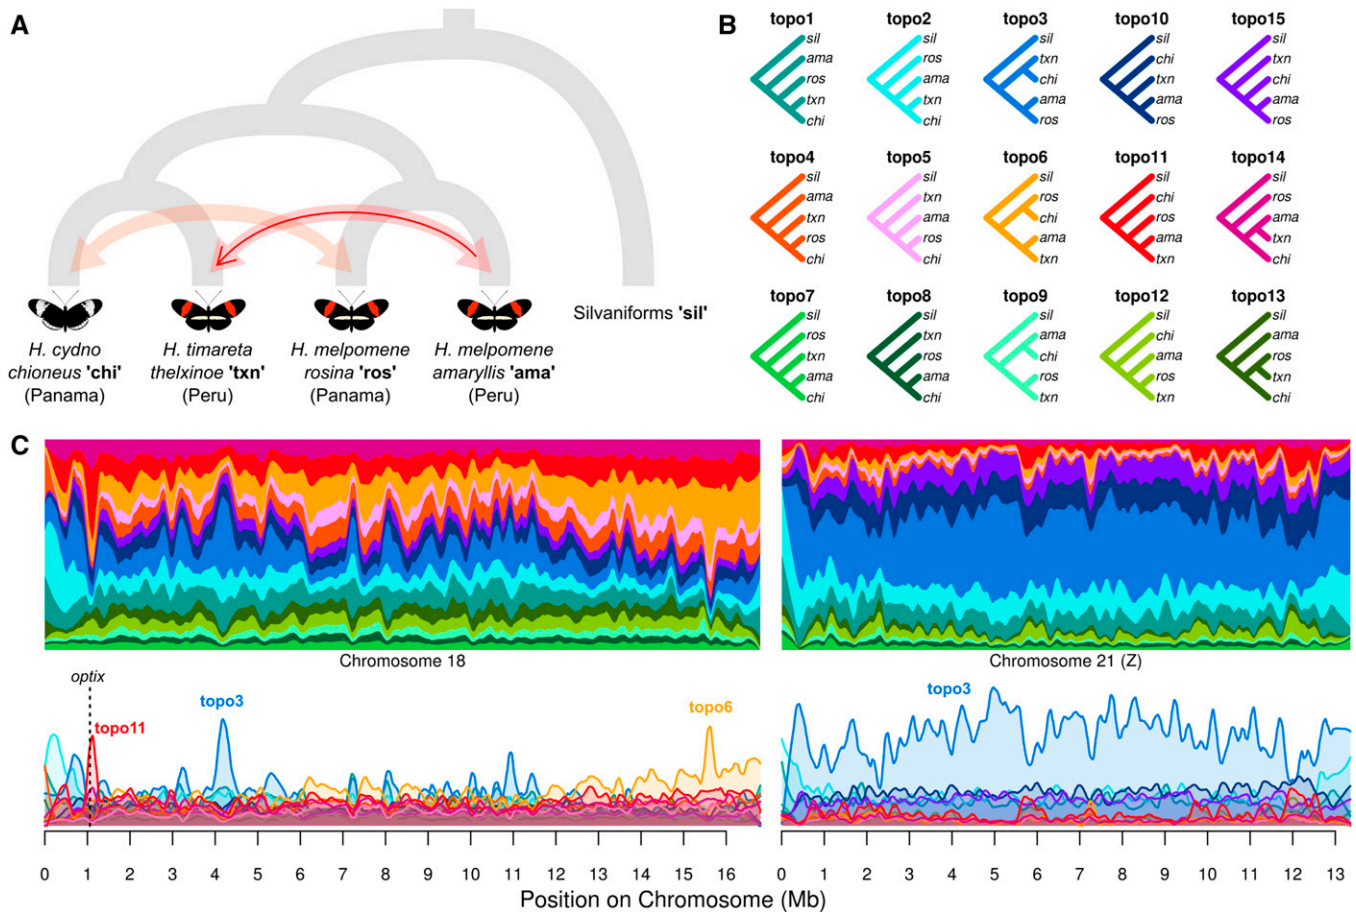 A
H. cydno
chioneus 'chi'
(Panama)
H. timareta
thelxinoe 'txn'
(Peru)
H. melpomene
rosina 'ros'
(Panama)
H. melpomene
amaryllis 'ama'
(Peru)
Silvaniforms 'sil'
B
topo1
sil
ama
ros
txn
chi
topo2
sil
ros
ama
txn
chi
topo3
sil
txn
chi
ama
ros
topo10
sil
chi
txn
ama
ros
topo15
sil
txn
chi
ama
ros
topo4
sil
ama
txn
ros
chi
topo5
sil
txn
ama
ros
chi
topo6
sil
ros
chi
ama
txn
topo11
sil
chi
ros
ama
txn
topo14
sil
ros
ama
txn
chi
topo7
sil
ros
txn
ama
chi
topo8
sil
txn
ros
ama
chi
topo9
sil
ama
chi
ros
txn
topo12
sil
chi
ama
ros
txn
topo13
sil
ama
ros
txn
chi
C
Chromosome 18
Chromosome 21 (Z)
optix
topo11
topo3
topo6
topo3
0 1 2 3 4 5 6 7 8 9 10 11 12 13 14 15 16
0 1 2 3 4 5 6 7 8 9 10 11 12 13
Position on Chromosome (Mb)